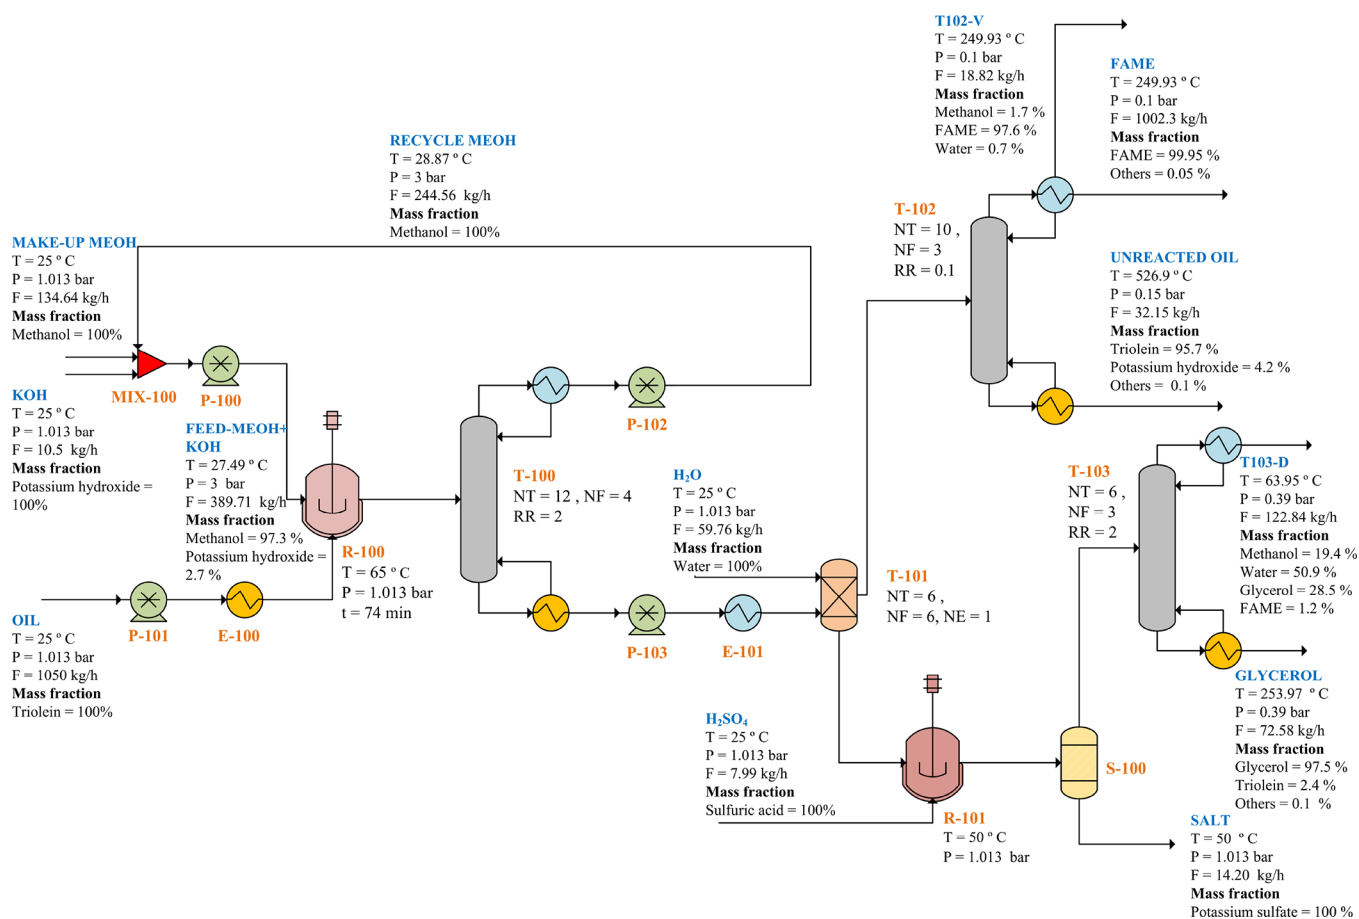 T102-V
T = 249.93 º C
P = 0.1 bar
F = 18.82 kg/h
Mass fraction
Methanol = 1.7 %
FAME = 97.6 %
Water = 0.7 %
FAME
T = 249.93 º C
P = 0.1 bar
F = 1002.3 kg/h
Mass fraction
FAME = 99.95 %
Others = 0.05 %
RECYCLE MEOH
T = 28.87 º C
P = 3 bar
F = 244.56 kg/h
Mass fraction
Methanol = 100%
T-102
NT = 10 ,
NF = 3
RR = 0.1
MAKE-UP MEOH
T = 25 º C
P = 1.013 bar
F = 134.64 kg/h
Mass fraction
Methanol = 100%
UNREACTED OIL
T = 526.9 º C
P = 0.15 bar
F = 32.15 kg/h
Mass fraction
Triolein = 95.7 %
Potassium hydroxide = 4.2 %
Others = 0.1 %
MIX-100
P-100
KOH
T = 25 º C
P = 1.013 bar
F = 10.5 kg/h
Mass fraction
Potassium hydroxide =
100%
FEED-MEOH+
KOH
T = 27.49 º C
P = 3 bar
F = 389.71 kg/h
Mass fraction
Methanol = 97.3 %
Potassium hydroxide =
2.7 %
P-102
T-100
NT = 12 , NF = 4
RR = 2
H2O
T = 25 º C
P = 1.013 bar
F = 59.76 kg/h
Mass fraction
Water = 100%
T-103
NT = 6 ,
NF = 3
RR = 2
T103-D
T = 63.95 º C
P = 0.39 bar
F = 122.84 kg/h
Mass fraction
Methanol = 19.4 %
Water = 50.9 %
Glycerol = 28.5 %
FAME = 1.2 %
R-100
T = 65 º C
P = 1.013 bar
t = 74 min
T-101
NT = 6 ,
NF = 6, NE = 1
P-101
E-100
P-103
E-101
OIL
T = 25 º C
P = 1.013 bar
F = 1050 kg/h
Mass fraction
Triolein = 100%
GLYCEROL
T = 253.97 º C
P = 0.39 bar
F = 72.58 kg/h
Mass fraction
Glycerol = 97.5 %
Triolein = 2.4 %
Others = 0.1 %
H2SO4
T = 25 º C
P = 1.013 bar
F = 7.99 kg/h
Mass fraction
Sulfuric acid = 100%
S-100
R-101
T = 50 º C
P = 1.013 bar
SALT
T = 50 º C
P = 1.013 bar
F = 14.20 kg/h
Mass fraction
Potassium sulfate = 100 %